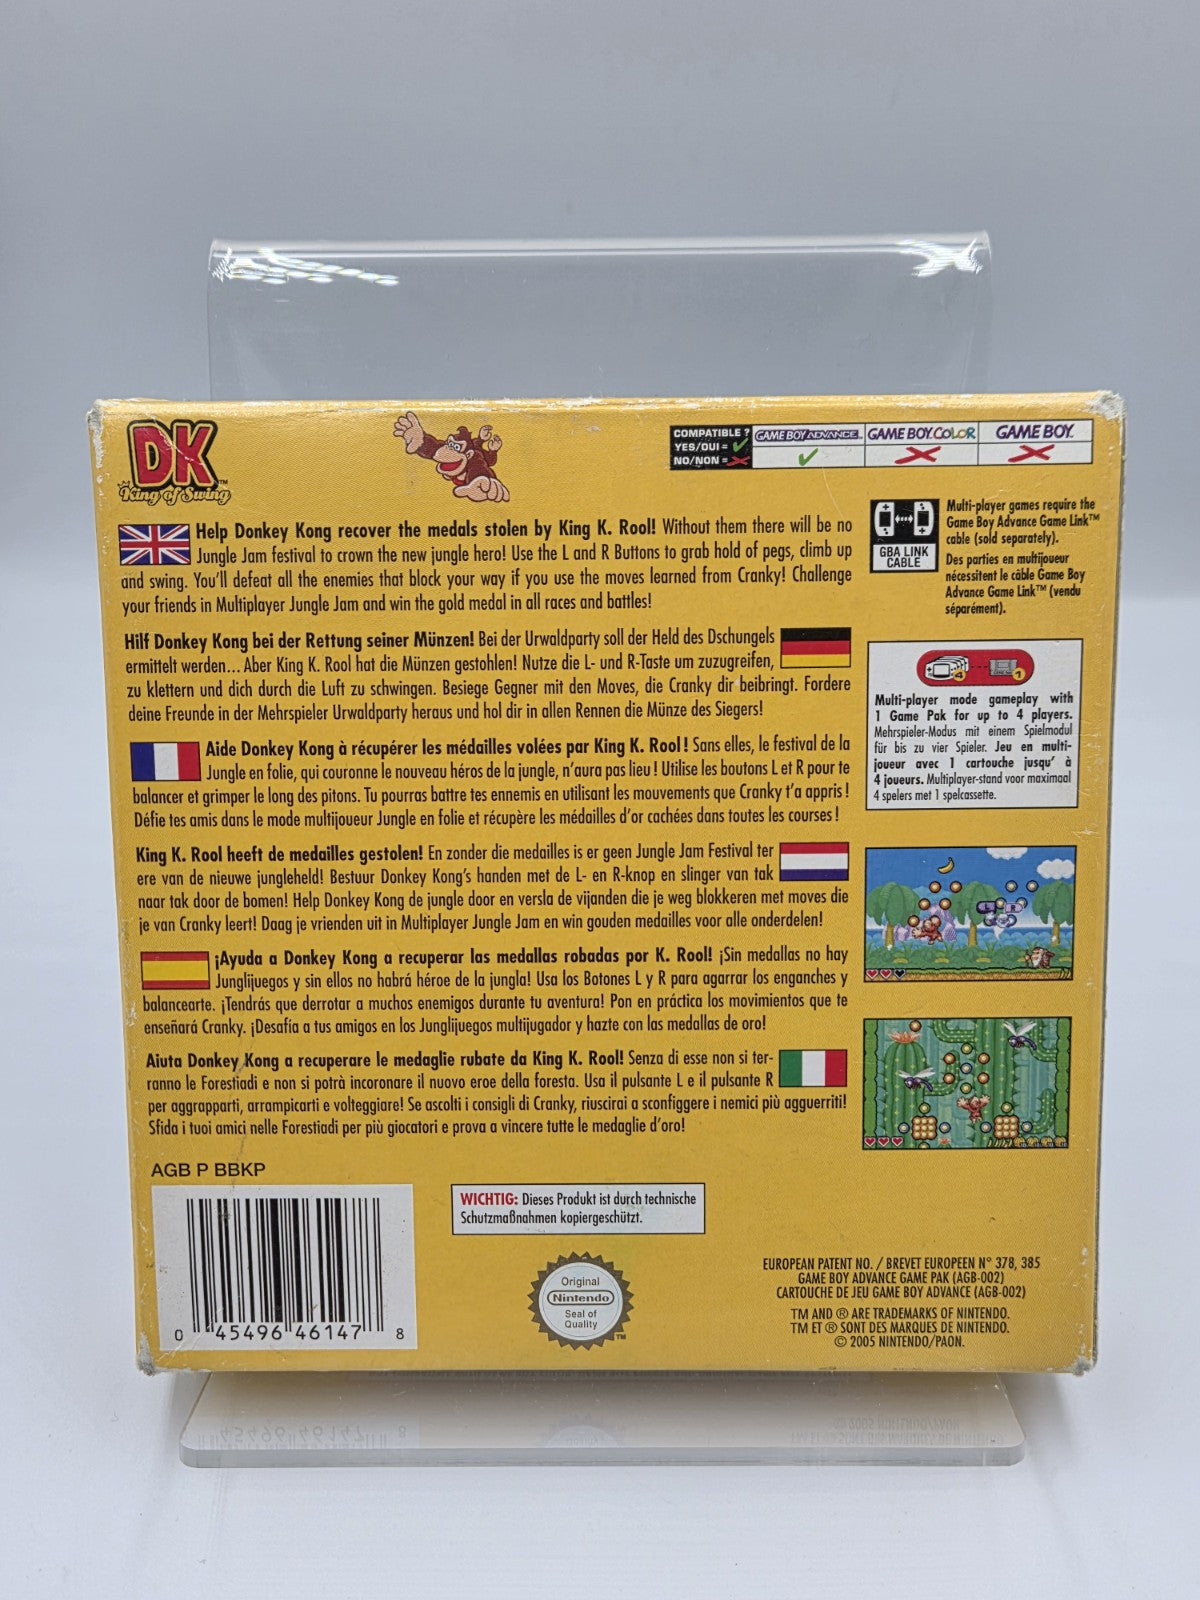 DK
King of Swing
COMPATIBLE ?
YES/OUI =
NO/NON =
GAME BOY ADVANCE
GAME BOY COLOR
GAME BOY
Help Donkey Kong recover the medals stolen by King K. Rool! Without them there will be no
Jungle Jam festival to crown the new jungle hero! Use the L and R Buttons to grab hold of pegs, climb up
and swing. You'll defeat all the enemies that block your way if you use the moves learned from Cranky! Challenge
your friends in Multiplayer Jungle Jam and win the gold medal in all races and battles!
Hilf Donkey Kong bei der Rettung seiner Münzen! Bei der Urwaldparty soll der Held des Dschungels
ermittelt werden... Aber King K. Rool hat die Münzen gestohlen! Nutze die L- und R-Taste um zuzugreifen,
zu klettern und dich durch die Luft zu schwingen. Besiege Gegner mit den Moves, die Cranky dir beibringt. Fordere
deine Freunde in der Mehrspieler Urwaldparty heraus und hol dir in allen Rennen die Münze des Siegers!
Aide Donkey Kong à récupérer les médailles volées par King K. Rool ! Sans elles, le festival de la
Jungle en folie, qui couronne le nouveau héros de la jungle, n'aura pas lieu ! Utilise les boutons L et R pour te
balancer et grimper le long des pitons. Tu pourras battre tes ennemis en utilisant les mouvements que Cranky t'a appris !
Défie tes amis dans le mode multijoueur Jungle en folie et récupère les médailles d'or cachées dans toutes les courses !
King K. Rool heeft de medailles gestolen! En zonder die medailles is er geen Jungle Jam Festival ter
ere van de nieuwe jungleheld! Bestuur Donkey Kong's handen met de L- en R-knop en slinger van tak
naar tak door de bomen! Help Donkey Kong de jungle door en versla de vijanden die je weg blokkeren met moves die
je van Cranky leert! Daag je vrienden uit in Multiplayer Jungle Jam en win gouden medailles voor alle onderdelen!
¡Ayuda a Donkey Kong a recuperar las medallas robadas por K. Rool! ¡Sin medallas no hay
Junglijuegos y sin ellos no habrá héroe de la jungla! Usa los Botones L y R para agarrar los enganches y
balancearte. ¡Tendrás que derrotar a muchos enemigos durante tu aventura! Pon en práctica los movimientos que te
enseñará Cranky. ¡Desafía a tus amigos en los Junglijuegos multijugador y hazte con las medallas de oro!
Aiuta Donkey Kong a recuperare le medaglie rubate da King K. Rool! Senza di esse non si ter-
ranno le Forestiadi e non si potrà incoronare il nuovo eroe della foresta. Usa il pulsante L e il pulsante R
per aggrapparti, arrampicarti e volteggiare! Se ascolti i consigli di Cranky, riuscirai a sconfiggere i nemici più agguerriti!
Sfida i tuoi amici nelle Forestiadi per più giocatori e prova a vincere tutte le medaglie d'oro!
GBA LINK
CABLE
Multi-player games require the
Game Boy Advance Game Link™
cable (sold separately).
Des parties en multijoueur
nécessitent le câble Game Boy
Advance Game Link™ (vendu
séparément).
4
1
Multi-player mode gameplay with
1 Game Pak for up to 4 players.
Mehrspieler-Modus mit einem Spielmodul
für bis zu vier Spieler. Jeu en multi-
joueur avec 1 cartouche jusqu' à
4 joueurs. Multiplayer-stand voor maximaal
4 spelers met 1 spelcassette.
L R
AGB P BBKP
0 45496 46147 8
WICHTIG: Dieses Produkt ist durch technische
Schutzmaßnahmen kopiergeschützt.
Original
Nintendo
Seal of
Quality
TM
EUROPEAN PATENT NO. / BREVET EUROPEEN N° 378, 385
GAME BOY ADVANCE GAME PAK (AGB-002)
CARTOUCHE DE JEU GAME BOY ADVANCE (AGB-002)
TM AND ® ARE TRADEMARKS OF NINTENDO.
TM ET ® SONT DES MARQUES DE NINTENDO.
© 2005 NINTENDO/PAON.